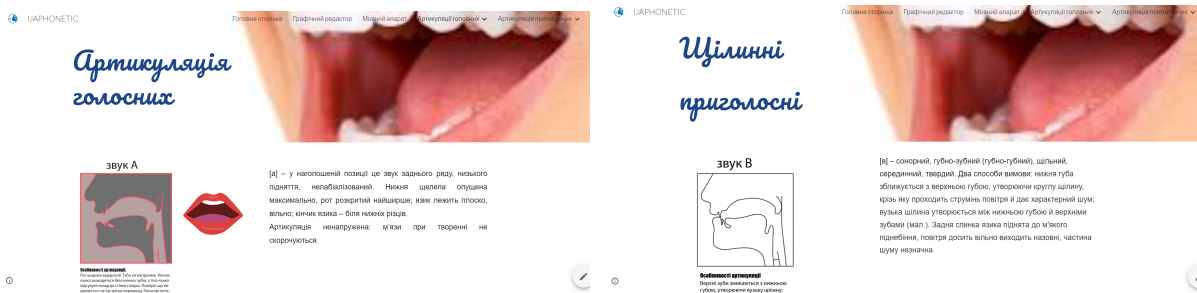 UAPHONETIC
Головна сторінка Графічний редактор Мовний апарат Артикуляції голосних Артикуляція приголосних
Артикуляція
голосних
звук А
[а] – у наголошеній позиції це звук заднього ряду, низького
підняття, нелабіалізований. Нижня щелепа опущена
максимально, рот розкритий найширше; язик лежить плоско,
вільно; кінчик язика – біля нижніх різців.
Артикуляція ненапружена: м'язи при творенні не
скорочуються.
Особливості артикуляції.
UAPHONETIC
Головна сторінка Графічний редактор Мовний апарат Артикуляції голосних Артикуляція приголосних
Щілинні
приголосні
звук В
[в] – сонорний, губно-зубний (губно-губний), щільний,
серединний, твердий. Два способи вимови: нижня губа
зближується з верхньою губою, утворюючи круглу щілину,
крізь яку проходить струмінь повітря й дає характерний шум;
вузька щілина утворюється між нижньою губою й верхніми
зубами (мал.). Задня спинка язика піднята до м'якого
піднебіння, повітря досить вільно виходить назовні, частина
шуму незначна.
Особливості артикуляції
Верхні зуби змикаються з нижньою
губою, утворюючи вузьку щілину;